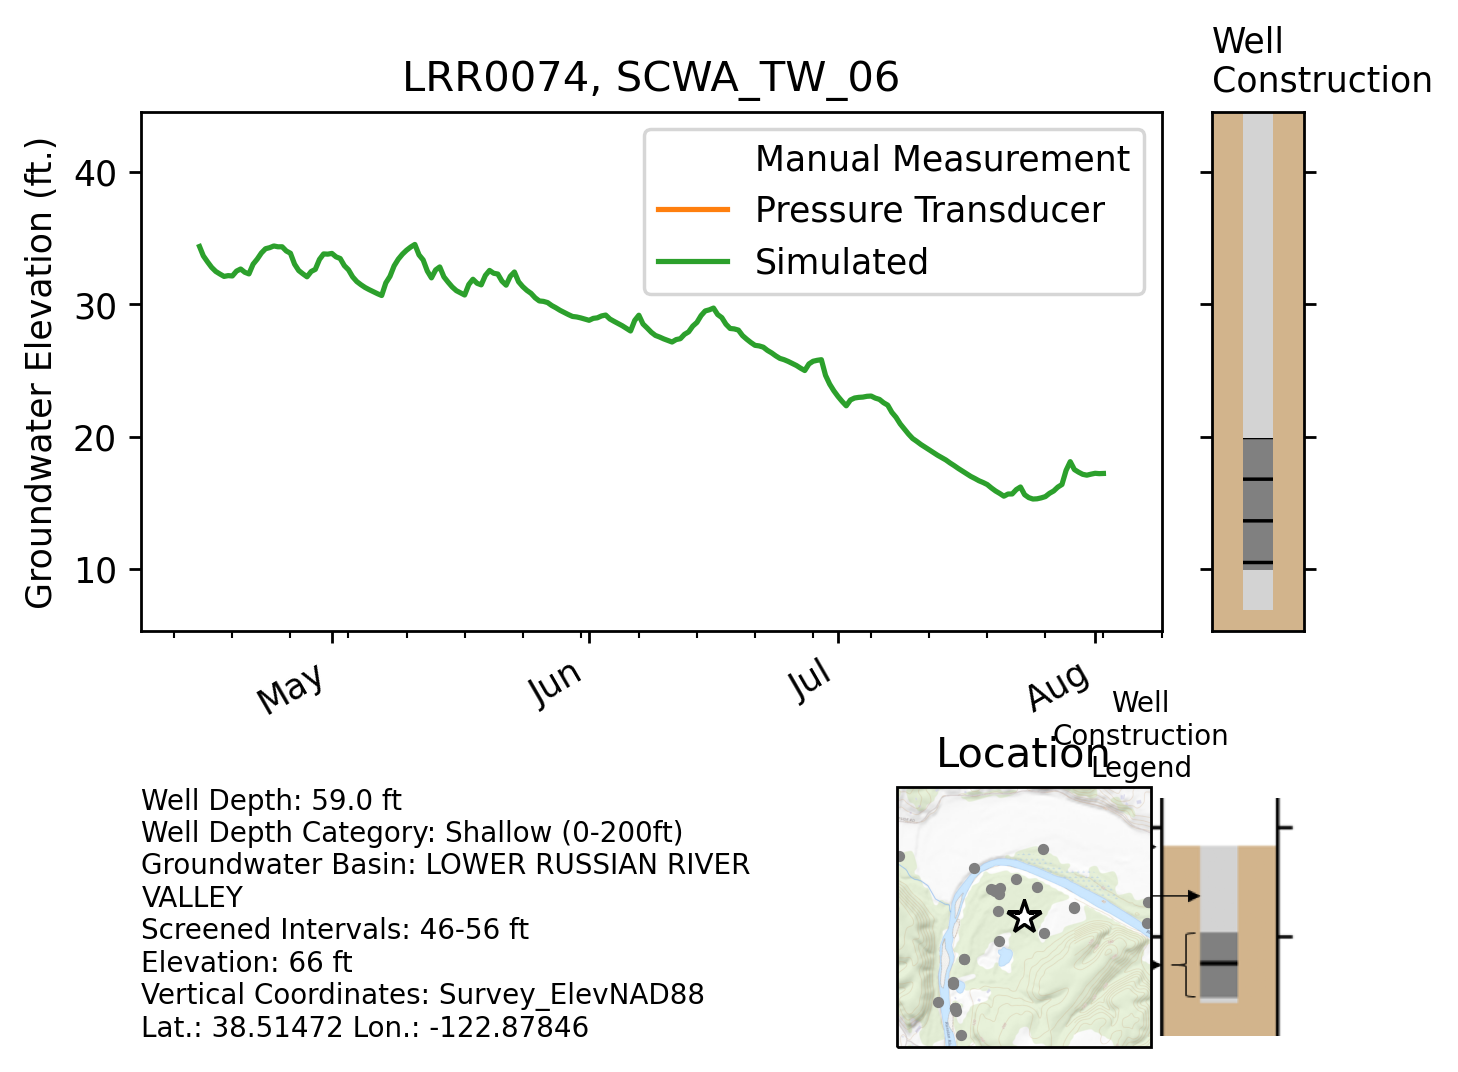 Well
Construction
LRR0074, SCWA_TW_06
Groundwater Elevation (ft.)
40
30
20
10
Manual Measurement
Pressure Transducer
Simulated
May
Jun
Jul
Aug
Well
Construction
Legend
Location
Well Depth: 59.0 ft
Well Depth Category: Shallow (0-200ft)
Groundwater Basin: LOWER RUSSIAN RIVER
VALLEY
Screened Intervals: 46-56 ft
Elevation: 66 ft
Vertical Coordinates: Survey_ElevNAD88
Lat.: 38.51472 Lon.: -122.87846